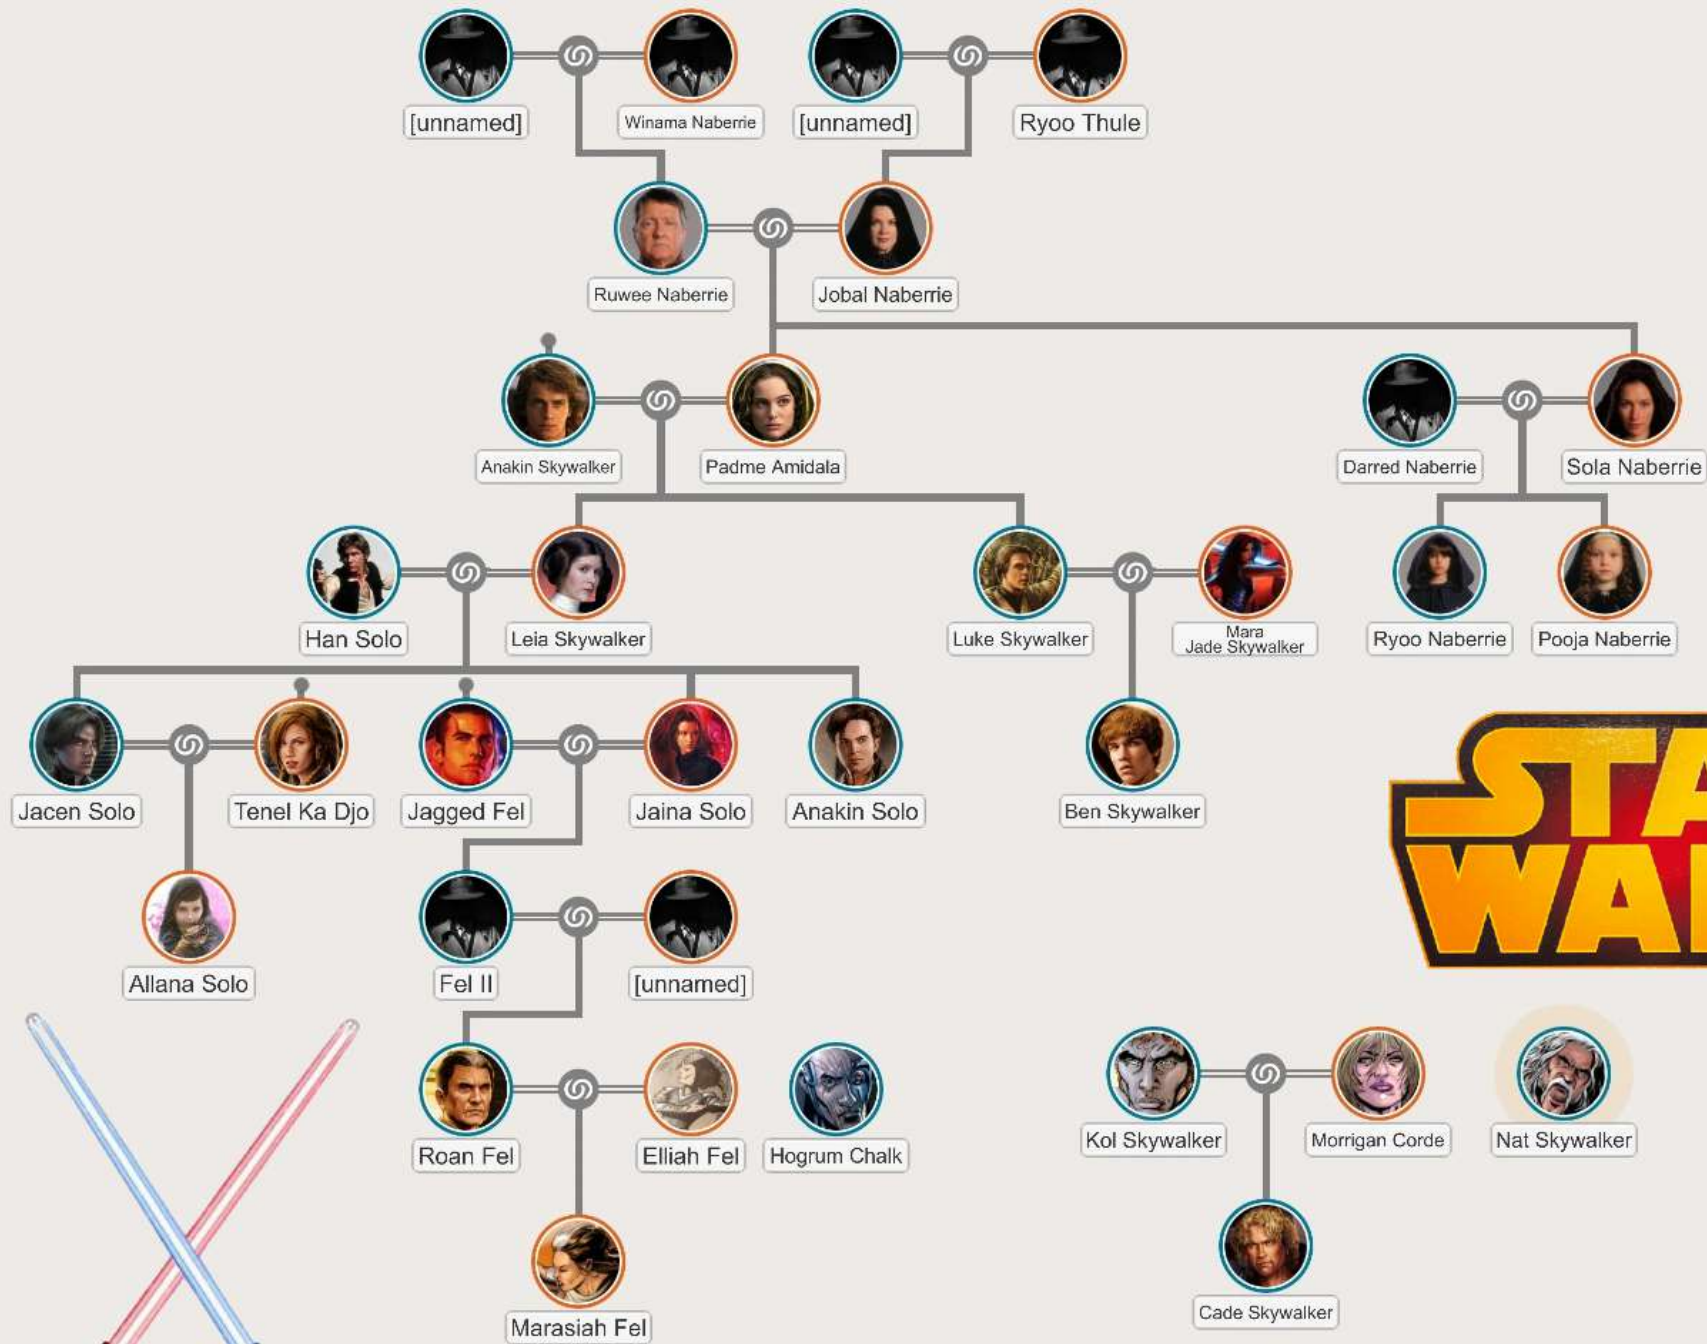 [unnamed]
Winama Naberrie
[unnamed]
Ryoo Thule
Ruwee Naberrie
Jobal Naberrie
Anakin Skywalker
Padme Amidala
Darred Naberrie
Sola Naberrie
Han Solo
Leia Skywalker
Luke Skywalker
Mara
Jade Skywalker
Ryoo Naberrie
Pooja Naberrie
Jacen Solo
Tenel Ka Djo
Jagged Fel
Jaina Solo
Anakin Solo
Ben Skywalker
STA
WA
Allana Solo
Fel II
[unnamed]
Roan Fel
Elliah Fel
Hogrum Chalk
Kol Skywalker
Morrigan Corde
Nat Skywalker
Marasiah Fel
Cade Skywalker